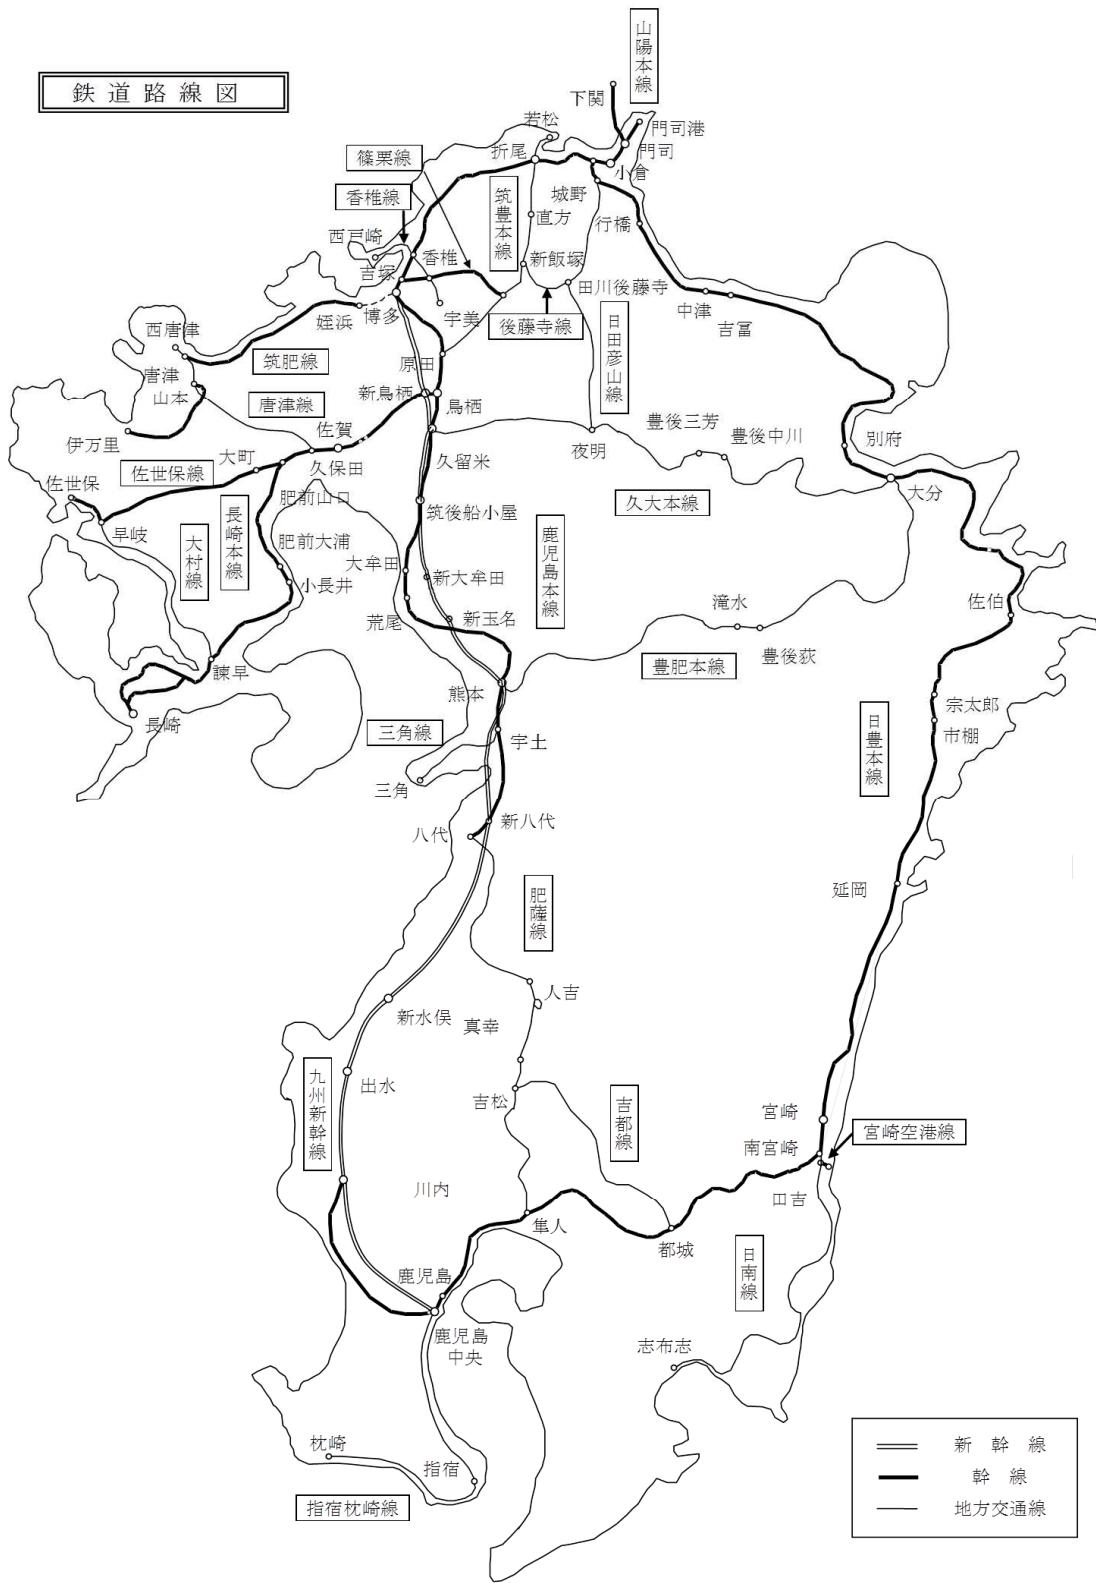 鉄道路線図
山陽本線
下関
門司港
門司
小倉
若松
折尾
篠栗線
香椎線
筑豊本線
城野
直方
行橋
西戸崎
香椎
吉塚
新飯塚
田川後藤寺
中津
吉冨
姪浜
博多
宇美
後藤寺線
日田彦山線
西唐津
唐津
山本
筑肥線
原田
新鳥栖
鳥栖
唐津線
佐賀
伊万里
大町
久保田
久留米
夜明
豊後三芳
豊後中川
別府
佐世保線
佐世保
肥前山口
久大本線
大分
早岐
大村線
長崎本線
肥前大浦
筑後船小屋
鹿児島本線
大牟田
新大牟田
小長井
荒尾
新玉名
滝水
豊後荻
佐伯
諫早
豊肥本線
熊本
長崎
三角線
宇土
宗太郎
市棚
日豊本線
三角
八代
新八代
延岡
肥薩線
人吉
新水俣
真幸
九州新幹線
出水
吉松
吉都線
宮崎
南宮崎
宮崎空港線
川内
田吉
隼人
都城
日南線
鹿児島
鹿児島
中央
志布志
枕崎
指宿
指宿枕崎線
新幹線
幹線
地方交通線